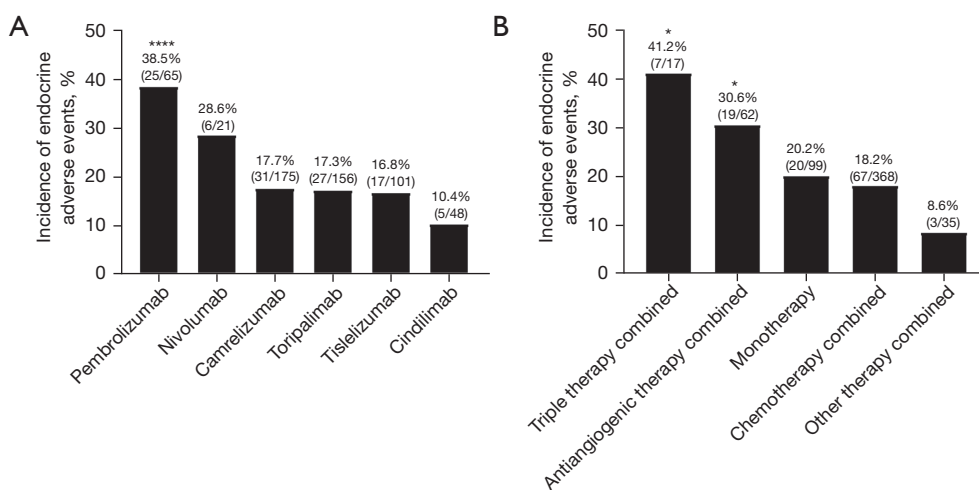 A
Incidence of endocrine
adverse events, %
50
40
30
20
10
0
****
38.5%
(25/65)
28.6%
(6/21)
17.7%
(31/175)
17.3%
(27/156)
16.8%
(17/101)
10.4%
(5/48)
Pembrolizumab
Nivolumab
Camrelizumab
Toripalimab
Tislelizumab
Cindilimab
B
Incidence of endocrine
adverse events, %
50
40
30
20
10
0
*
41.2%
(7/17)
*
30.6%
(19/62)
20.2%
(20/99)
18.2%
(67/368)
8.6%
(3/35)
Triple therapy combined
Antiangiogenic therapy combined
Monotherapy
Chemotherapy combined
Other therapy combined